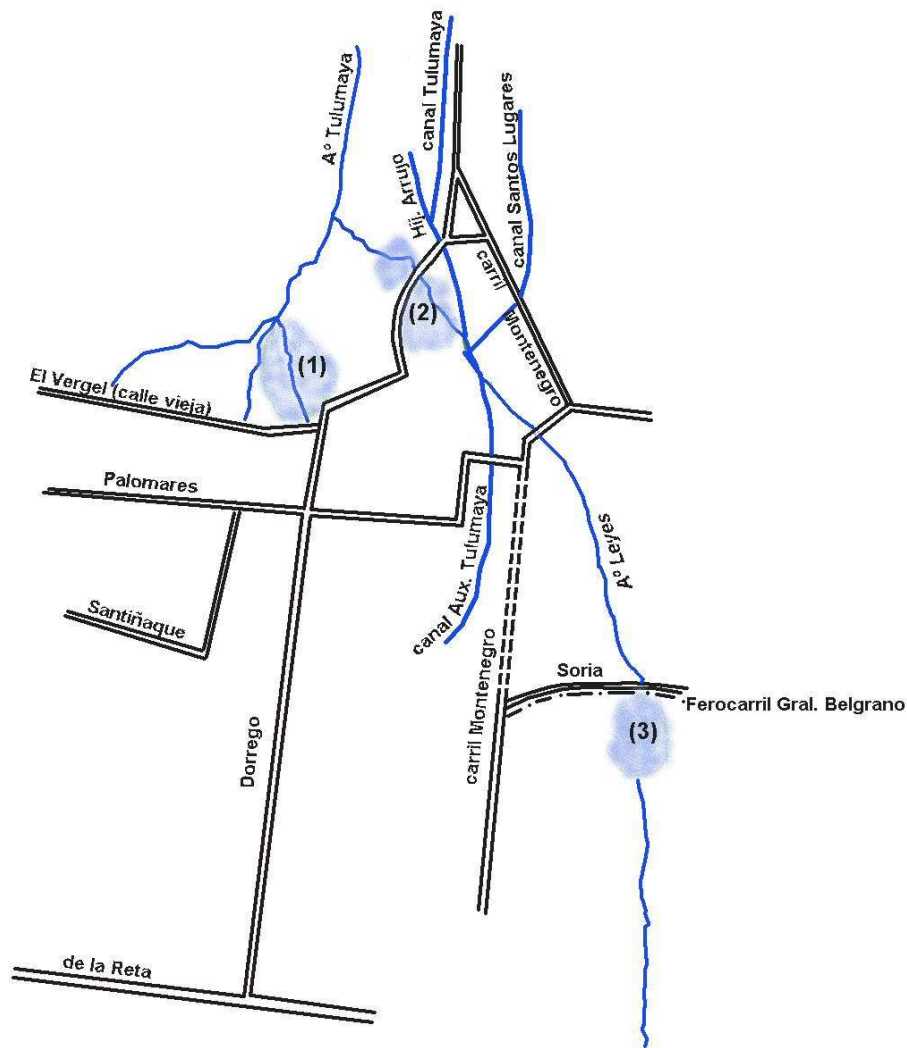 canal Tulumaya
Aº Tulumaya
canal Santos Lugares
Hij. Arrujo
carril
Montenegro
(2)
(1)
El Vergel (calle vieja)
Palomares
Aº Leyes
canal Aux. Tulumaya
Santiñaque
carril Montenegro
Soria
Ferocarril Gral. Belgrano
(3)
Dorrego
de la Reta